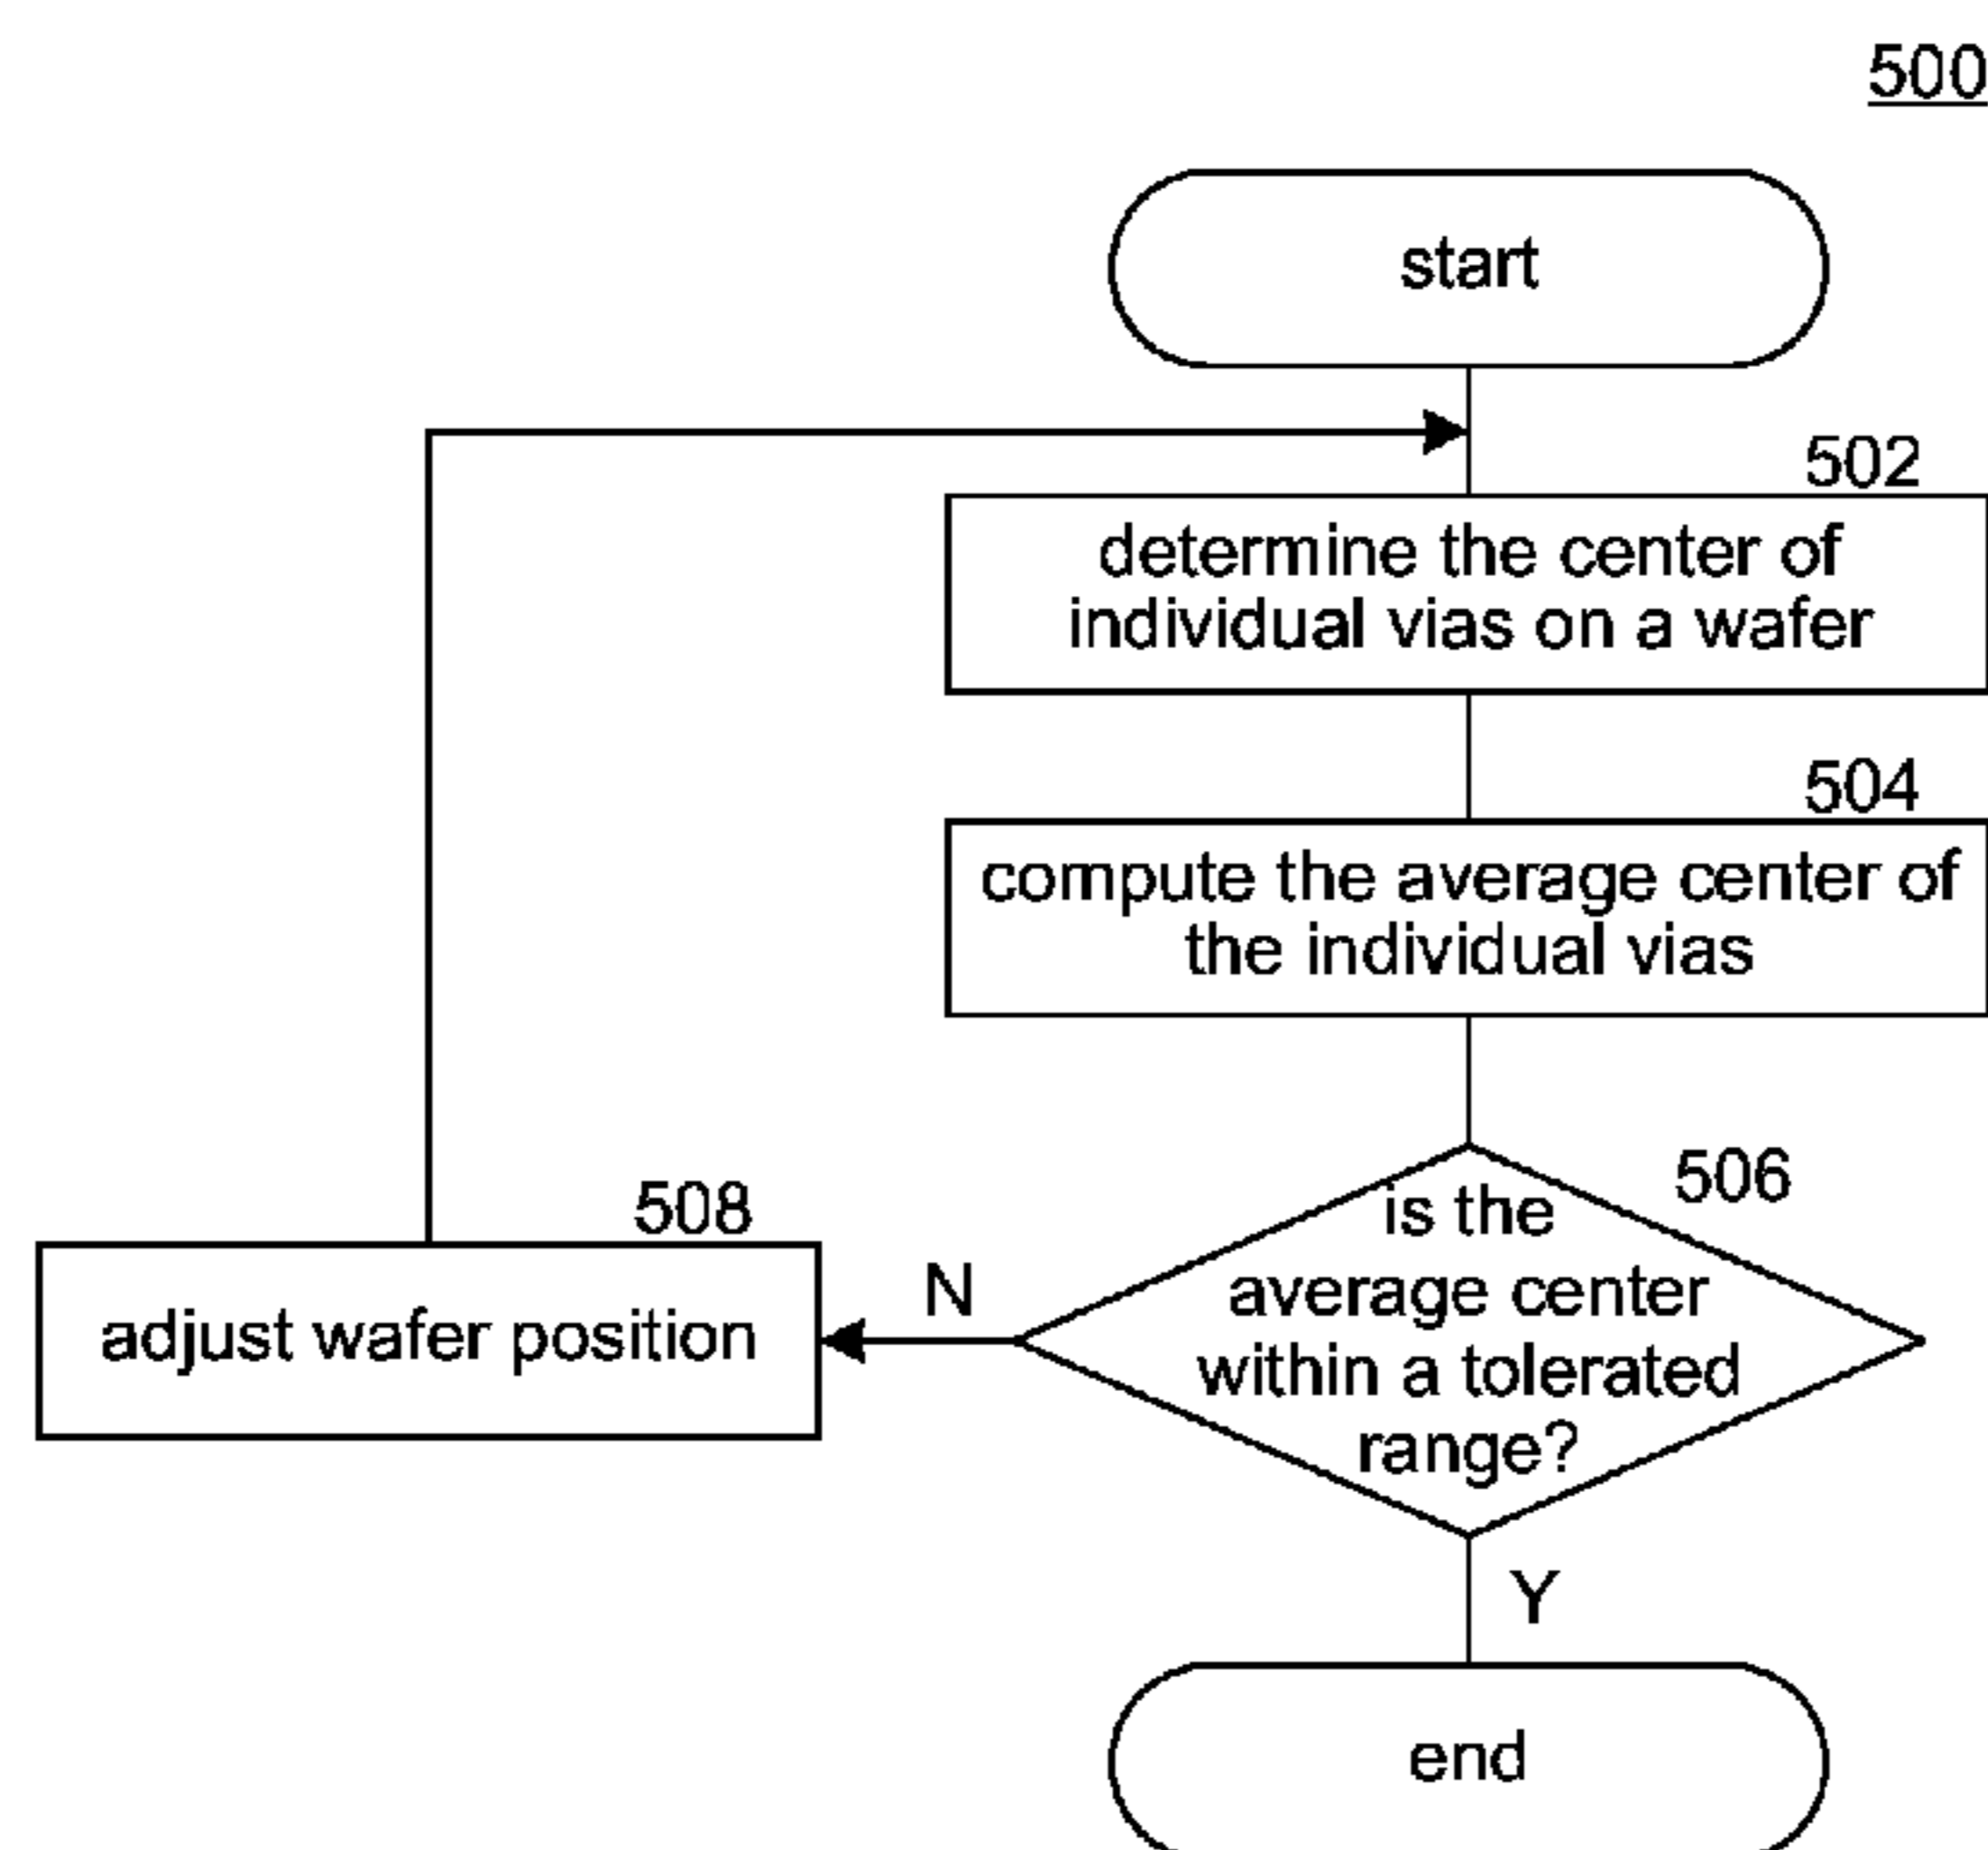 500
start
502
determine the center of
individual vias on a wafer
504
compute the average center of
the individual vias
506
is the
average center
within a tolerated
range?
N
508
adjust wafer position
Y
end